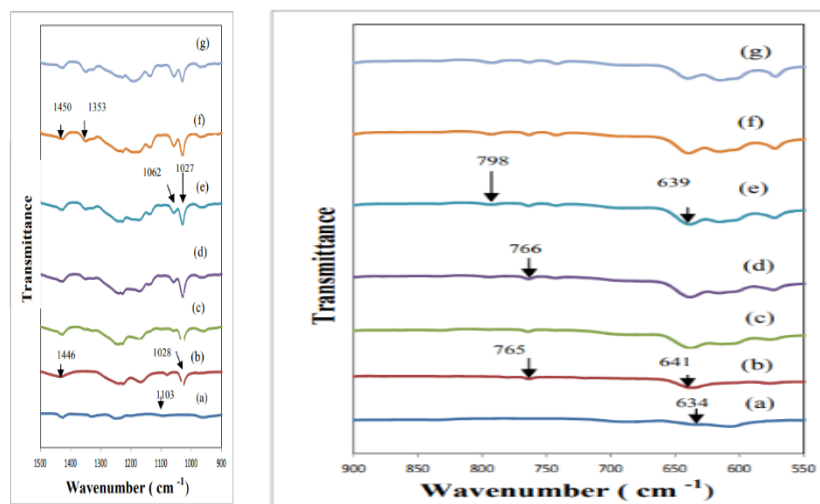 (g)
1450
1353
(f)
1062
1027
(e)
(d)
(c)
1446
1028
(b)
1103
(a)
Transmittance
1500 1400 1300 1200 1100 1000 900
Wavenumber ( cm -1)
(g)
(f)
798
639
(e)
766
(d)
(c)
765
641
(b)
634
(a)
Transmittance
900 800 700 600
850 750 650 550
Wavenumber ( cm -1)